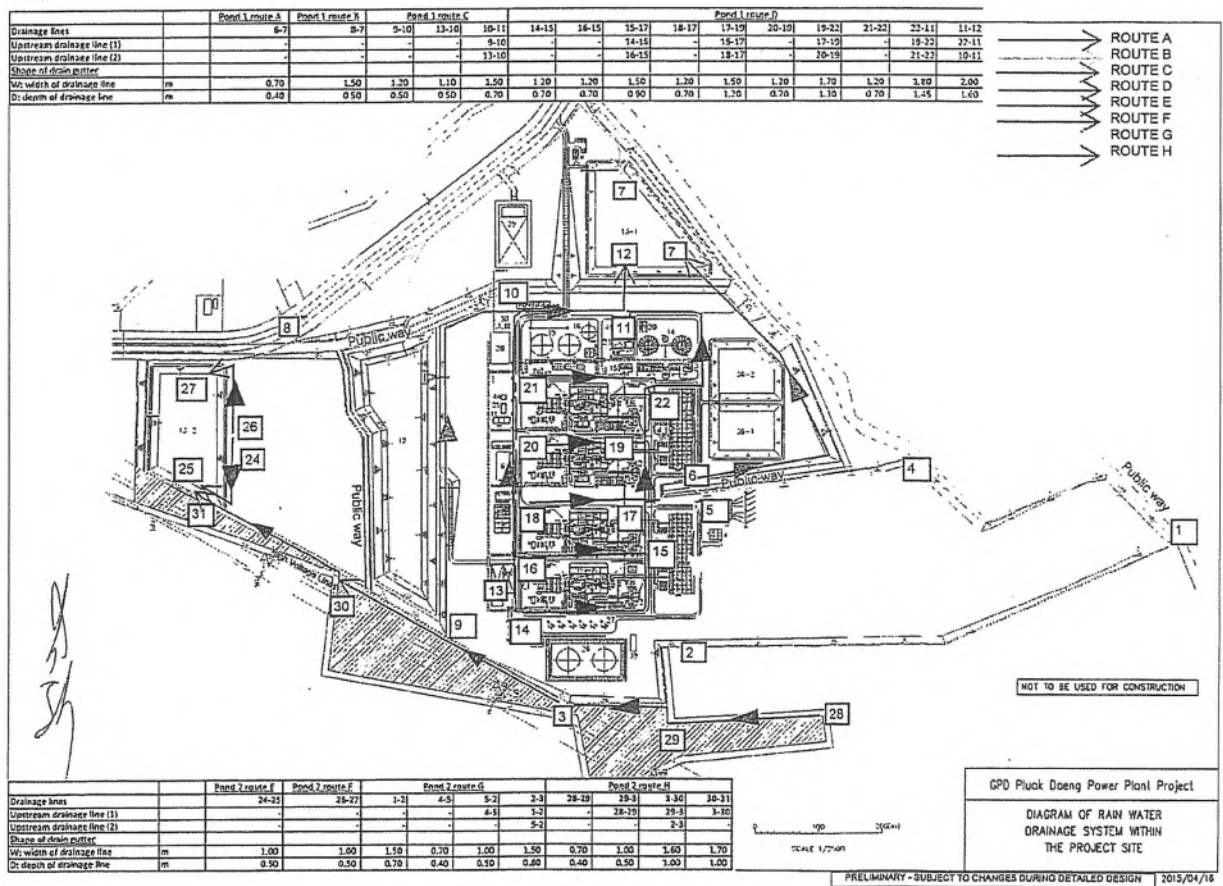 Pond 1 route A Pond 1 route B Pond 1 route C Pond 1 route D
Drainage lines 6-7 8-7 9-10 13-10 10-11 14-15 16-15 15-17 18-17 17-19 20-19 19-22 21-22 22-11 11-12
Upstream drainage line (1) - - - - 9-10 - - 14-15 - 15-17 - 17-19 - 19-22 22-11
Upstream drainage line (2) - - - - 13-10 - - 16-15 - 18-17 - 20-19 - 21-22 10-11
Shape of drain gutter
W: width of drainage line m 0.70 1.50 1.20 1.10 1.50 1.20 1.20 1.50 1.20 1.50 1.20 1.70 1.20 1.80 2.00
D: depth of drainage line m 0.40 0.50 0.50 0.50 0.70 0.70 0.70 0.90 0.70 1.20 0.70 1.30 0.70 1.45 1.60
ROUTE A
ROUTE B
ROUTE C
ROUTE D
ROUTE E
ROUTE F
ROUTE G
ROUTE H
7
13-1
7
12
10
8
Public way
11
27
26
24
25
31
12
21
22
20
19
6
18
17
5
16
15
13
14
Public way
Public way
4
Public way
1
30
9
2
3
28
29
NOT TO BE USED FOR CONSTRUCTION
Pond 2 route E Pond 2 route F Pond 2 route G Pond 2 route H
Drainage lines 24-25 26-27 1-2 4-5 5-2 2-3 28-29 29-3 3-30 30-31
Upstream drainage line (1) - - - - 4-5 1-2 - 28-29 29-3 3-30
Upstream drainage line (2) - - - - - 5-2 - - 2-3
Shape of drain gutter
W: width of drainage line m 1.00 1.00 1.50 0.70 1.00 1.50 0.70 1.00 1.60 1.70
D: depth of drainage line m 0.50 0.50 0.70 0.40 0.50 0.80 0.40 0.50 1.00 1.00
0 100 200(m)
SCALE 1/2500
GPD Pluak Daeng Power Plant Project
DIAGRAM OF RAIN WATER
DRAINAGE SYSTEM WITHIN
THE PROJECT SITE
PRELIMINARY - SUBJECT TO CHANGES DURING DETAILED DESIGN 2015/04/16